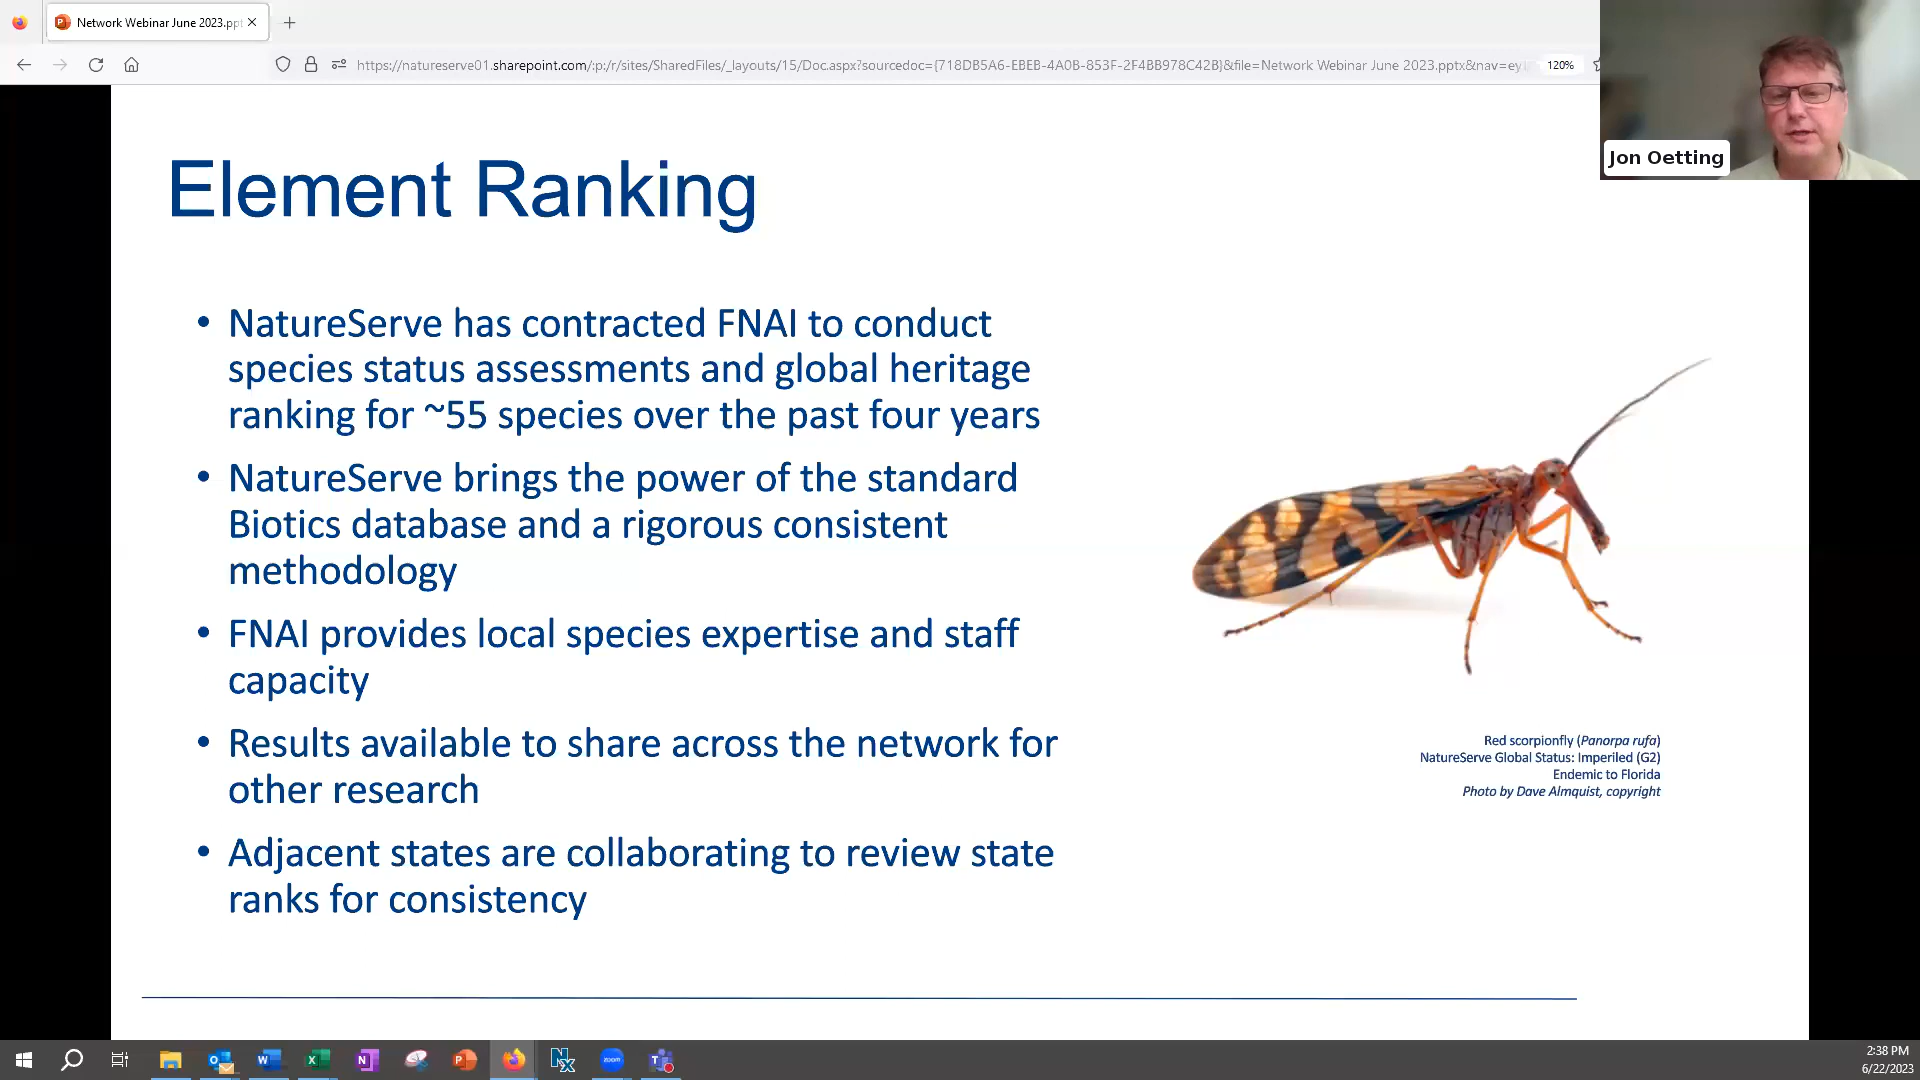 Network Webinar June 2023.pp
https://natureserve01.sharepoint.com/:p:/r/sites/SharedFiles/_layouts/15/Doc.aspx?sourcedoc={718DB5A6-EBEB-4A0B-853F-2F4BB978C42B}&file=Network Webinar June 2023.pptx&nav=ey
120%
Jon Oetting
Element Ranking
• NatureServe has contracted FNAI to conduct
species status assessments and global heritage
ranking for ~55 species over the past four years
• NatureServe brings the power of the standard
Biotics database and a rigorous consistent
methodology
• FNAI provides local species expertise and staff
capacity
• Results available to share across the network for
other research
• Adjacent states are collaborating to review state
ranks for consistency
Red scorpionfly (Panorpa rufa)
NatureServe Global Status: Imperiled (G2)
Endemic to Florida
Photo by Dave Almquist, copyright
zoom
2:38 PM
6/22/2023